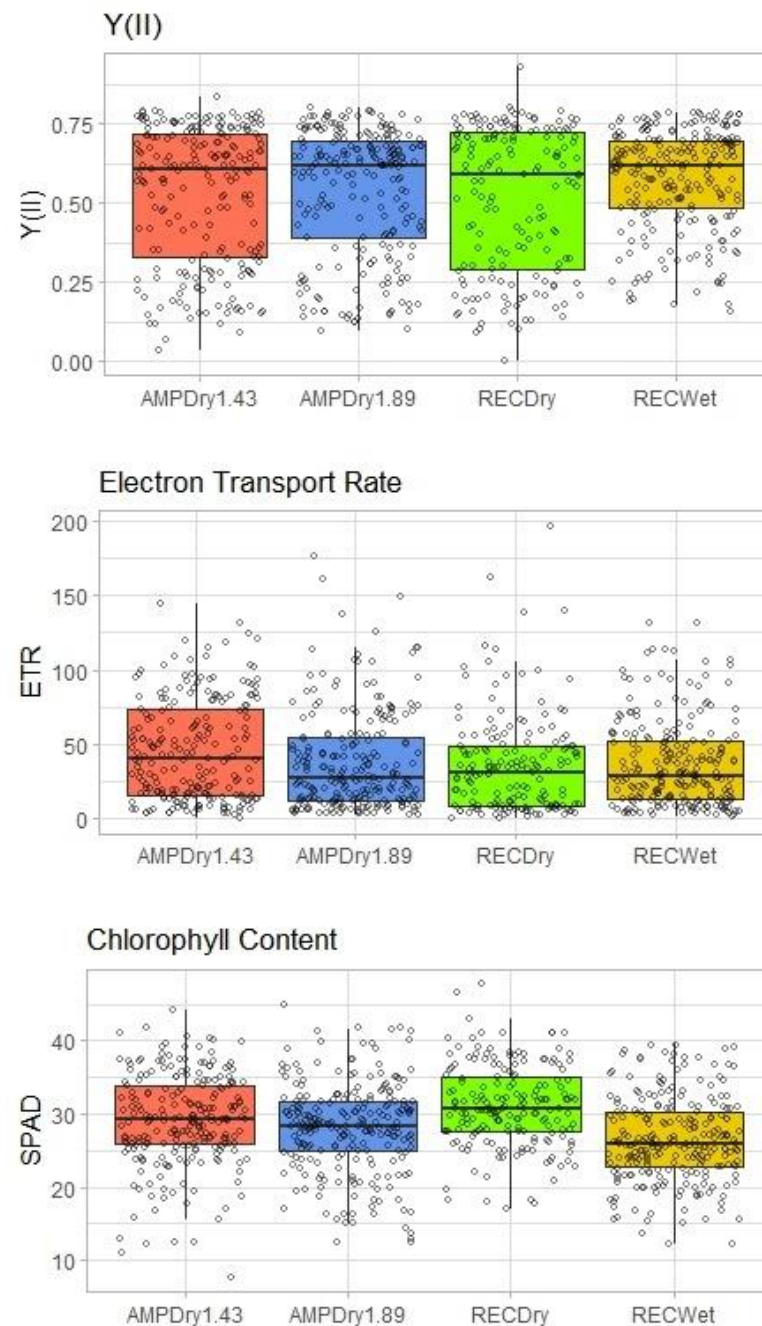 Y(II)
Y(II)
0.75
0.50
0.25
0.00
AMPDry1.43 AMPDry1.89 RECDry RECWet
Electron Transport Rate
ETR
200
150
100
50
0
AMPDry1.43 AMPDry1.89 RECDry RECWet
Chlorophyll Content
SPAD
40
30
20
10
AMPDry1.43 AMPDry1.89 RECDry RECWet